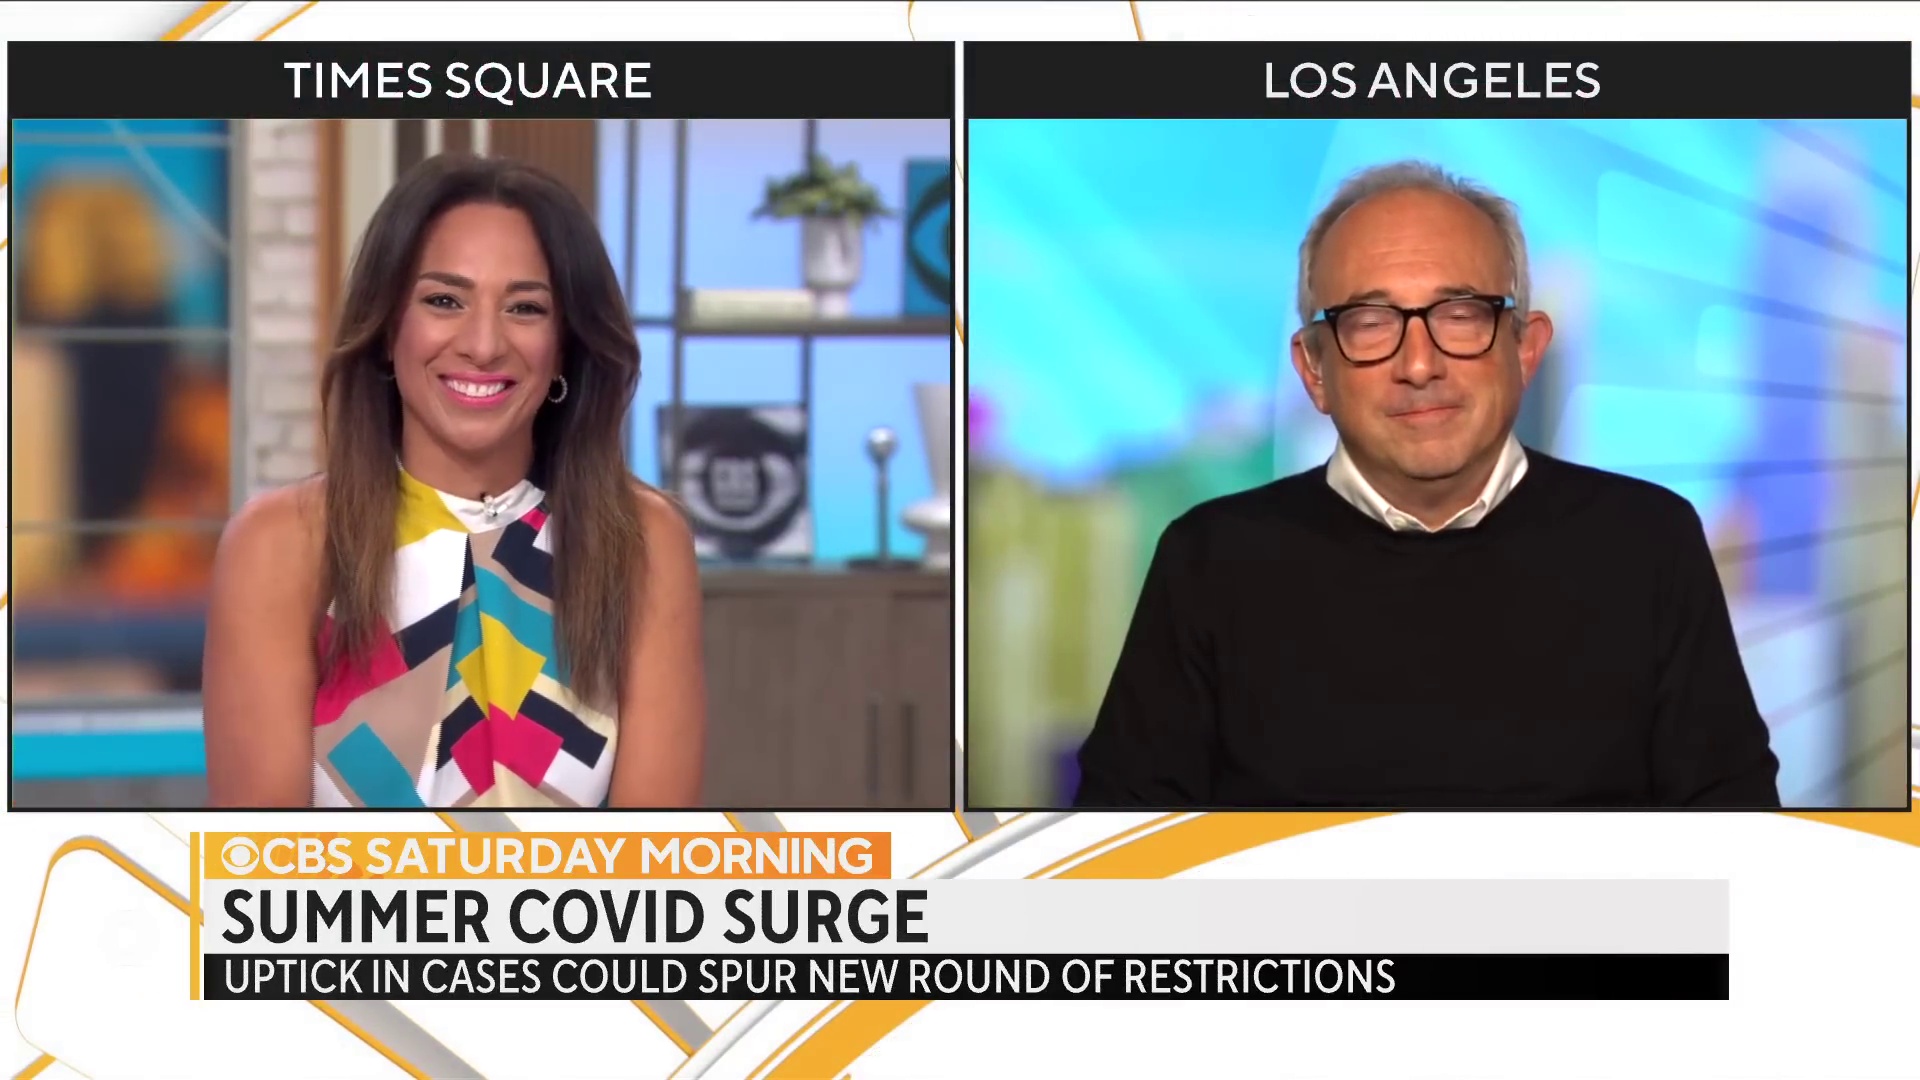 TIMES SQUARE
LOS ANGELES
CBS
CBS SATURDAY MORNING
SUMMER COVID SURGE
UPTICK IN CASES COULD SPUR NEW ROUND OF RESTRICTIONS